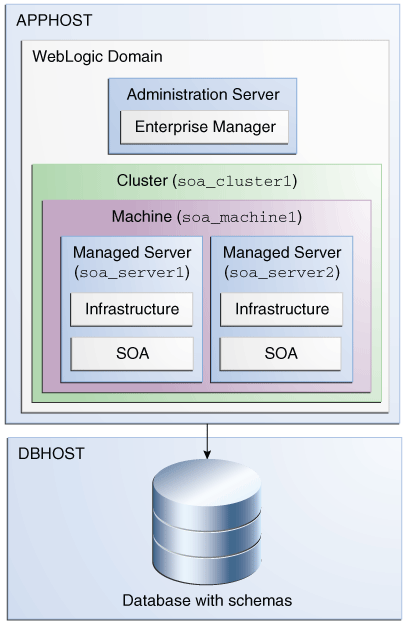 APPHOST
WebLogic Domain
Administration Server
Enterprise Manager
Cluster (soa_cluster1)
Machine (soa_machine1)
Managed Server
(soa_server1)
Infrastructure
SOA
Managed Server
(soa_server2)
Infrastructure
SOA
DBHOST
Database with schemas